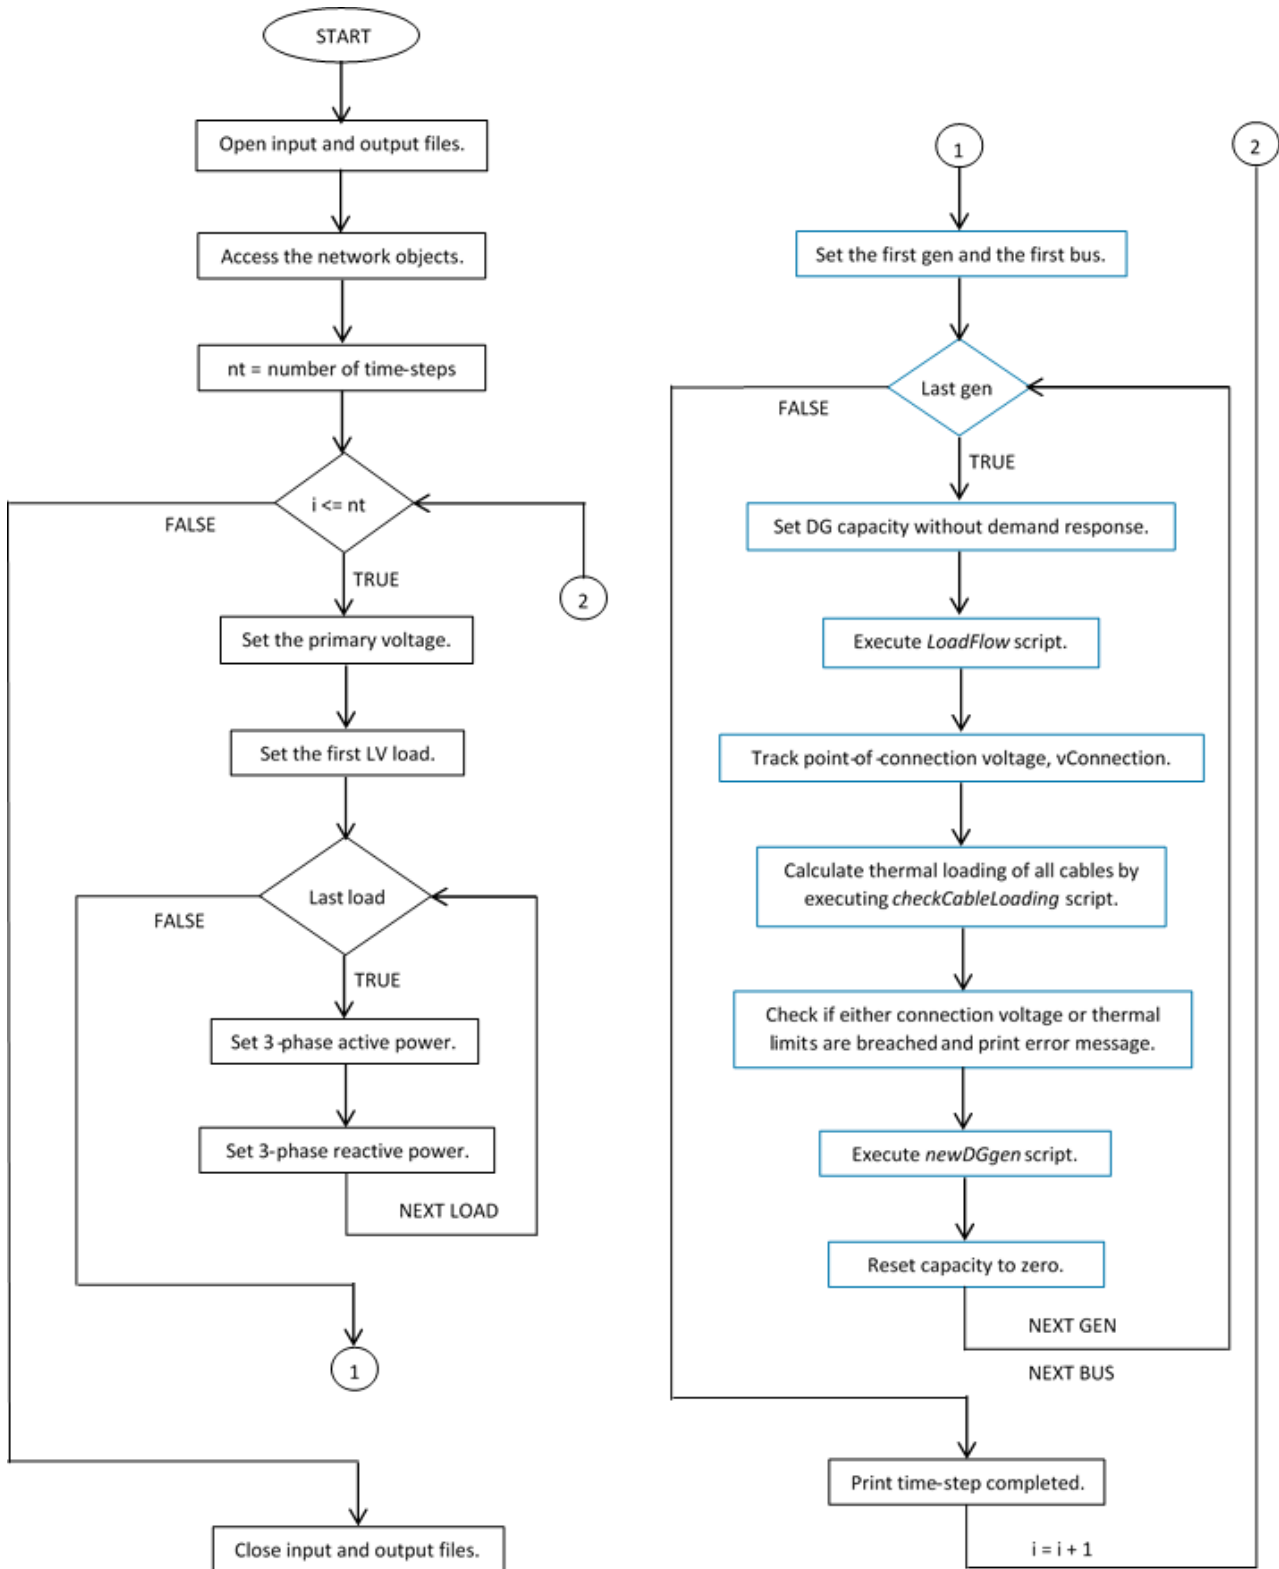 START
Open input and output files.
Access the network objects.
nt = number of time-steps
i <= nt
FALSE
TRUE
2
Set the primary voltage.
Set the first LV load.
Last load
FALSE
TRUE
Set 3-phase active power.
Set 3-phase reactive power.
NEXT LOAD
1
Close input and output files.
1
2
Set the first gen and the first bus.
Last gen
FALSE
TRUE
Set DG capacity without demand response.
Execute LoadFlow script.
Track point-of-connection voltage, vConnection.
Calculate thermal loading of all cables by
executing checkCableLoading script.
Check if either connection voltage or thermal
limits are breached and print error message.
Execute newDGgen script.
Reset capacity to zero.
NEXT GEN
NEXT BUS
Print time-step completed.
i = i + 1